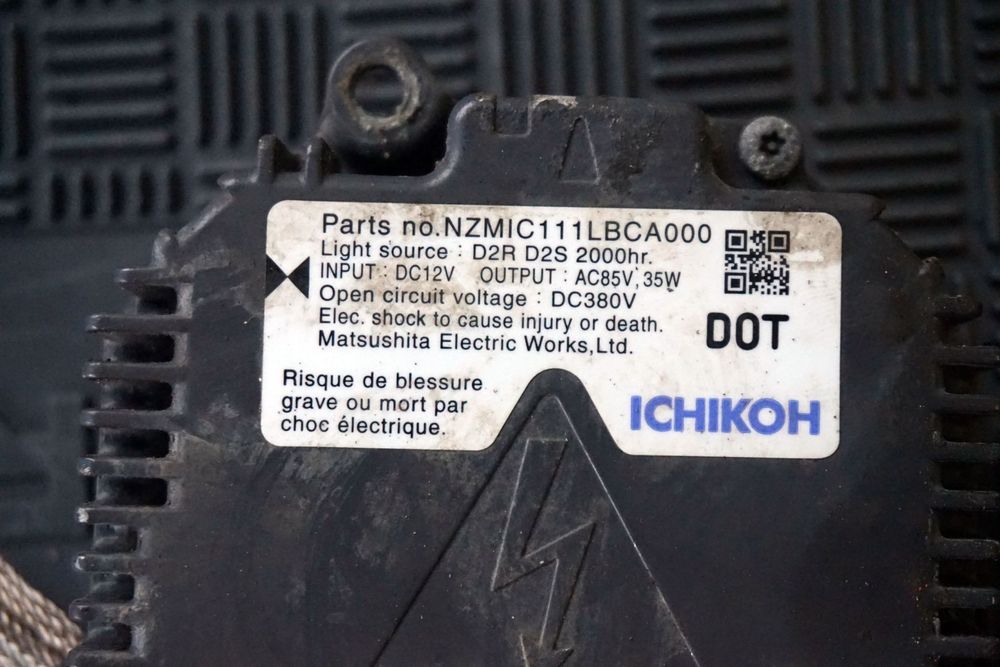 Parts no.NZMIC111LBCA000
Light source : D2R D2S 2000hr.
INPUT : DC12V OUTPUT : AC85V, 35W
Open circuit voltage : DC380V
Elec. shock to cause injury or death.
Matsushita Electric Works,Ltd.
DOT
Risque de blessure
grave ou mort par
choc électrique.
ICHIKOH